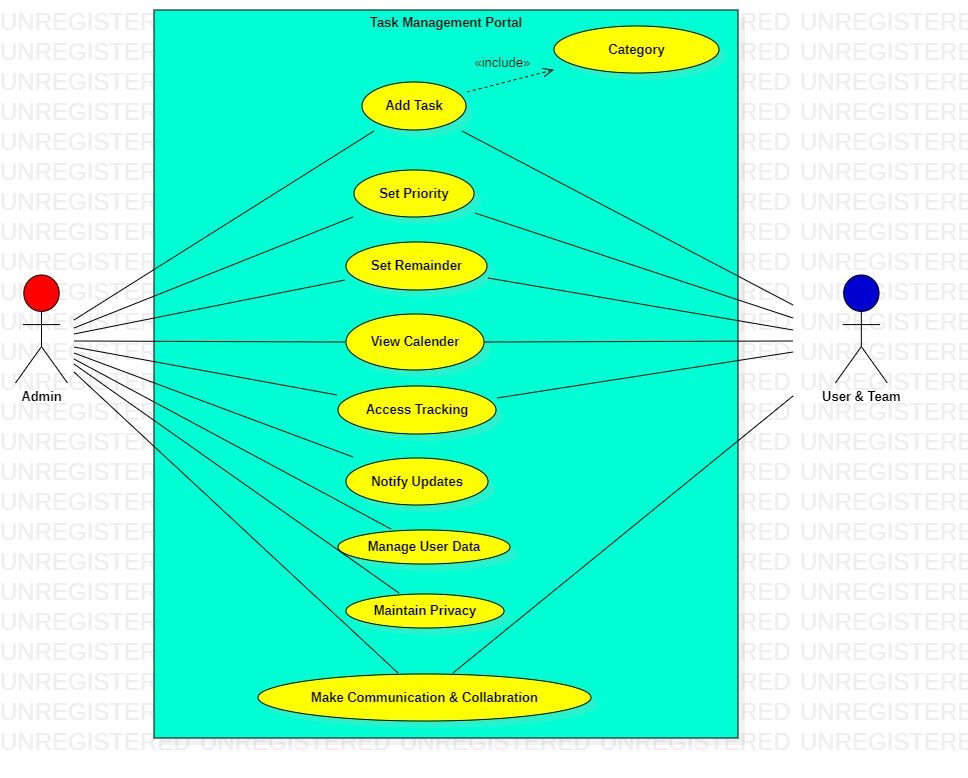 Task Management Portal
Category
«include»
Add Task
Set Priority
Set Remainder
View Calender
Access Tracking
Notify Updates
Manage User Data
Maintain Privacy
Make Communication & Collabration
Admin
User & Team
UNREGISTERED UNREGISTERED UNREGISTERED UNREGISTERED UNREGISTERE